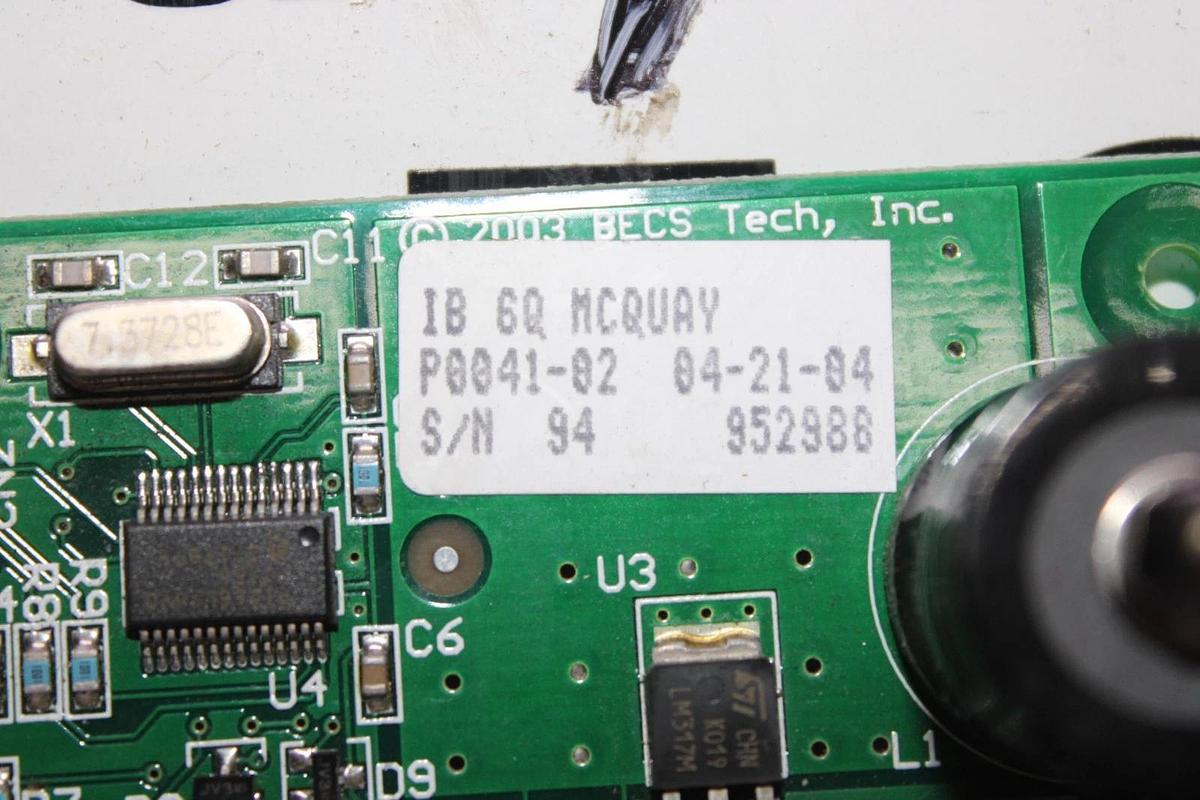 © 2003 BECS Tech, Inc.
C11
C12
7.3728E
IB 6Q MCQUAY
P0041-02 04-21-04
S/N 94 952988
X1
U3
R8
R9
C6
U4
CHN
K019
LM317M
L1
D9